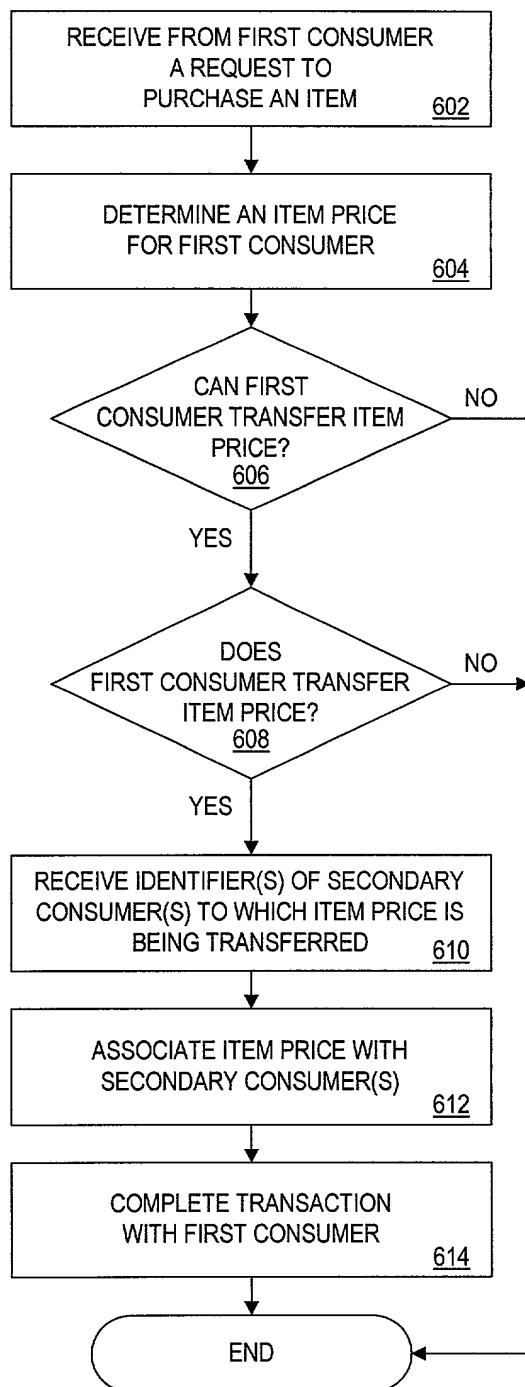 RECEIVE FROM FIRST CONSUMER
A REQUEST TO
PURCHASE AN ITEM
602
DETERMINE AN ITEM PRICE
FOR FIRST CONSUMER
604
CAN FIRST
CONSUMER TRANSFER ITEM
PRICE?
606
NO
YES
DOES
FIRST CONSUMER TRANSFER
ITEM PRICE?
608
NO
YES
RECEIVE IDENTIFIER(S) OF SECONDARY
CONSUMER(S) TO WHICH ITEM PRICE IS
BEING TRANSFERRED
610
ASSOCIATE ITEM PRICE WITH
SECONDARY CONSUMER(S)
612
COMPLETE TRANSACTION
WITH FIRST CONSUMER
614
END